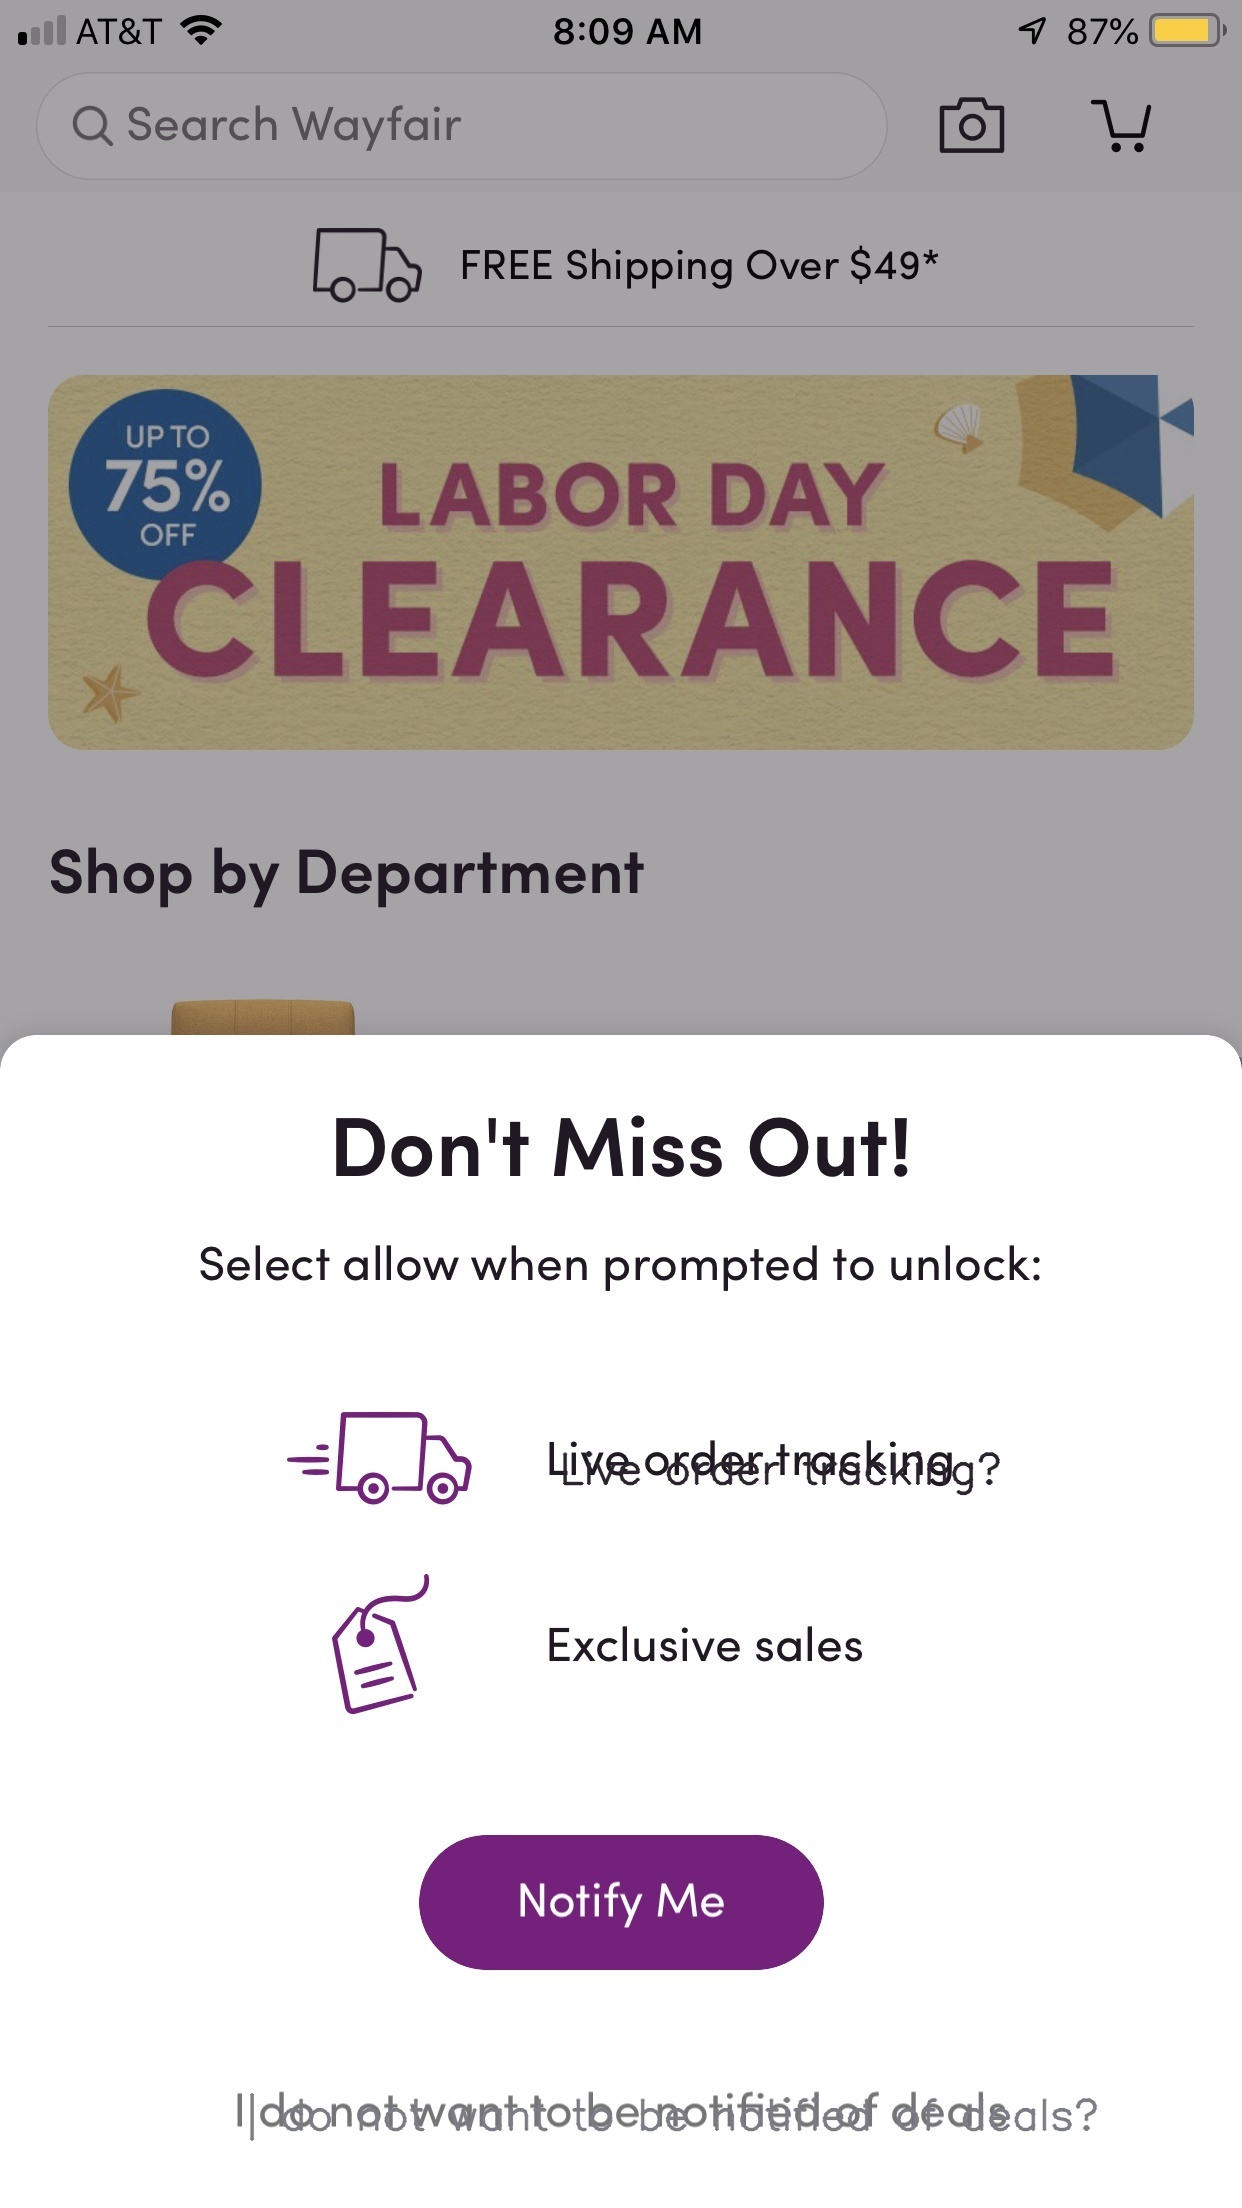 AT&T
8:09 AM
87%
Search Wayfair
FREE Shipping Over $49*
UP TO
75%
OFF
LABOR DAY
CLEARANCE
Shop by Department
Don't Miss Out!
Select allow when prompted to unlock:
Live order tracking
Live order tracking?
Exclusive sales
Notify Me
I do not want to be notified of deals
I do not want to be notified of deals?